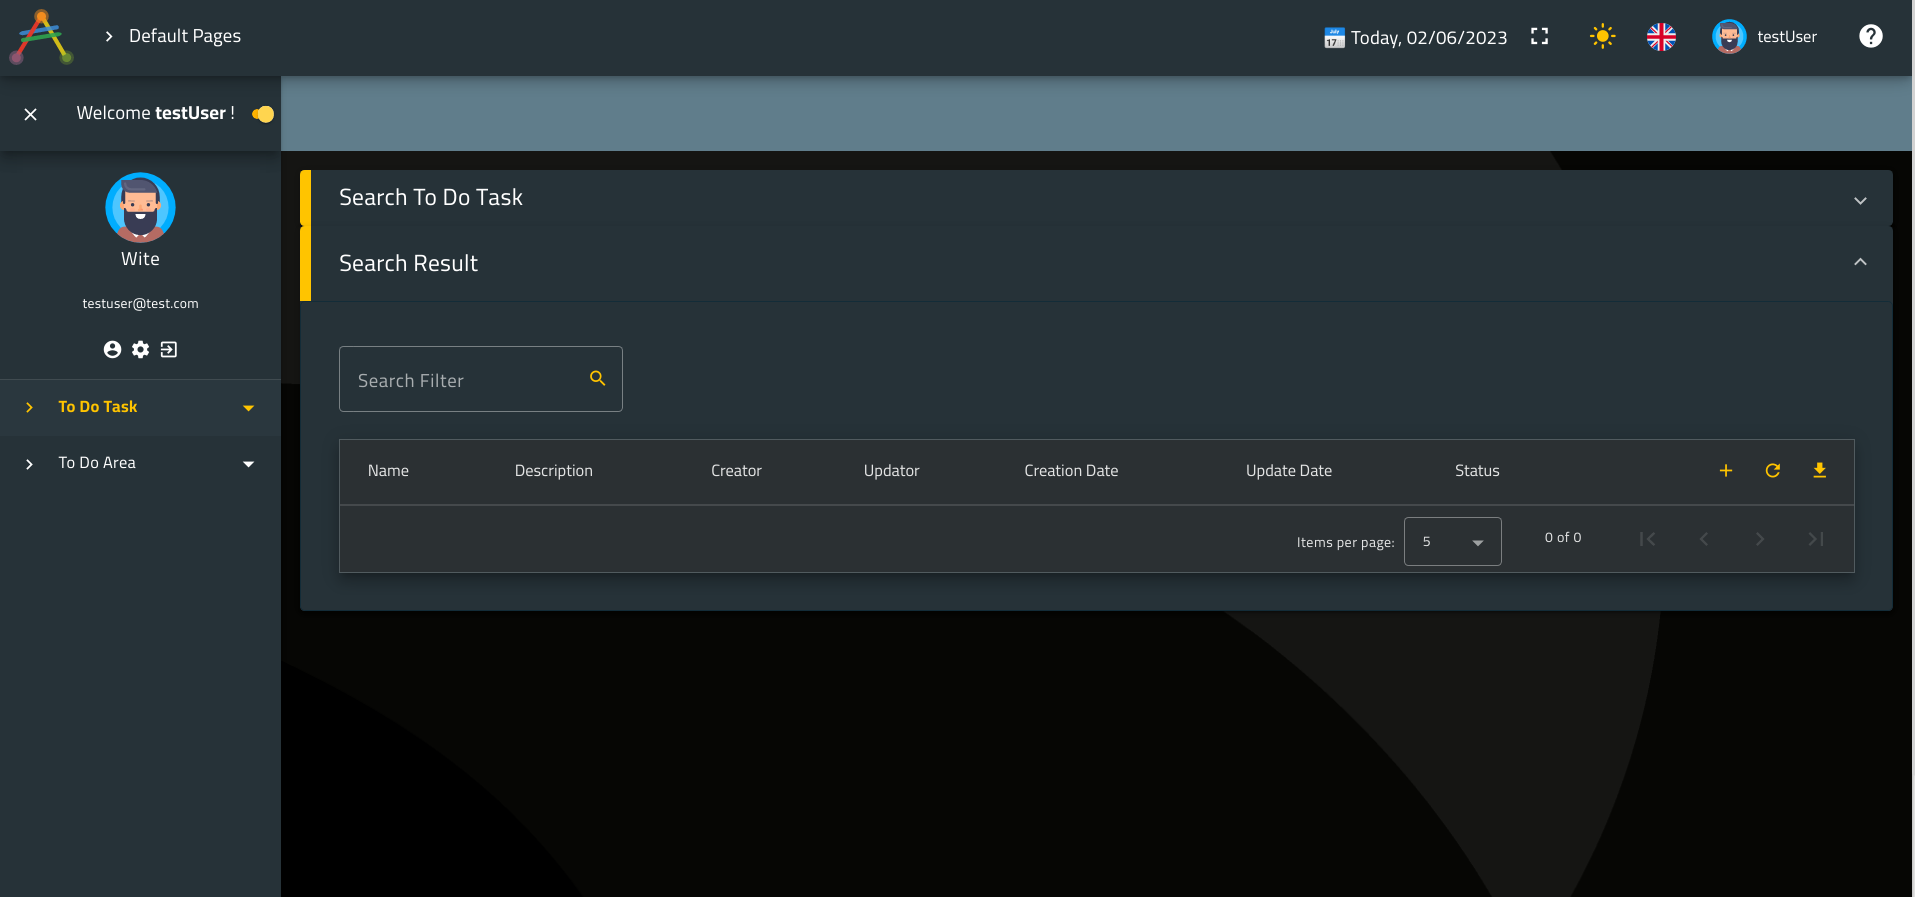 Default Pages
Today, 02/06/2023
testUser
Welcome testUser !
Wite
testuser@test.com
To Do Task
To Do Area
Search To Do Task
Search Result
Search Filter
Name Description Creator Updator Creation Date Update Date Status
Items per page: 5 0 of 0